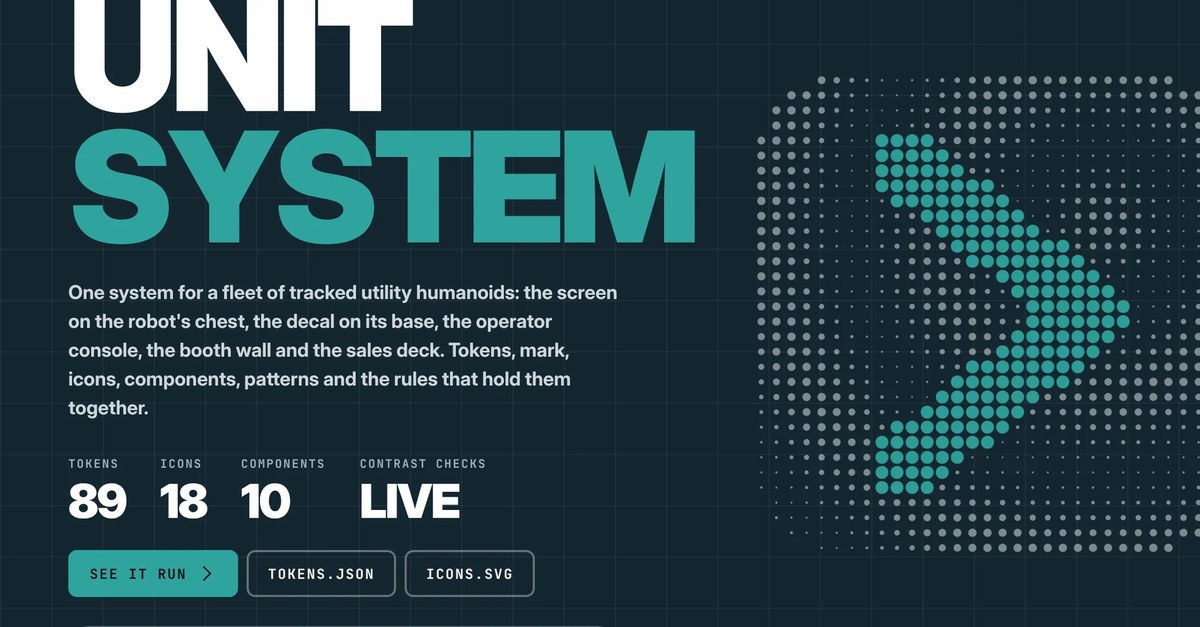 UNIT
SYSTEM
One system for a fleet of tracked utility humanoids: the screen
on the robot's chest, the decal on its base, the operator
console, the booth wall and the sales deck. Tokens, mark,
icons, components, patterns and the rules that hold them
together.
TOKENS ICONS COMPONENTS CONTRAST CHECKS
89 18 10 LIVE
SEE IT RUN TOKENS.JSON ICONS.SVG